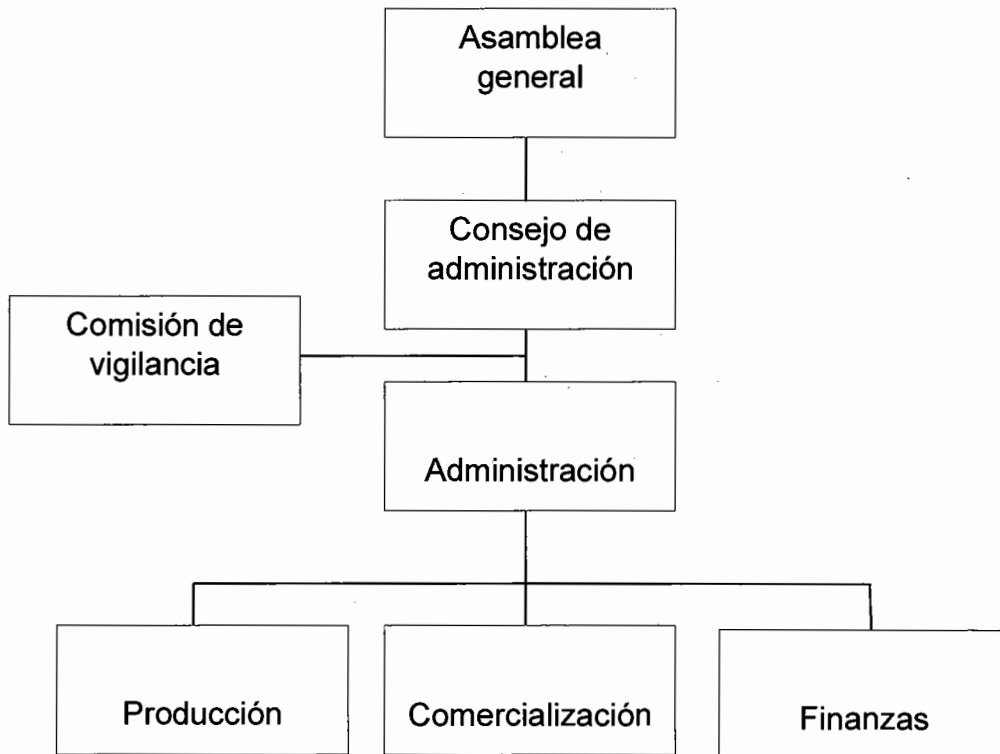 Asamblea
general
Consejo de
administración
Comisión de
vigilancia
Administración
Producción
Comercialización
Finanzas